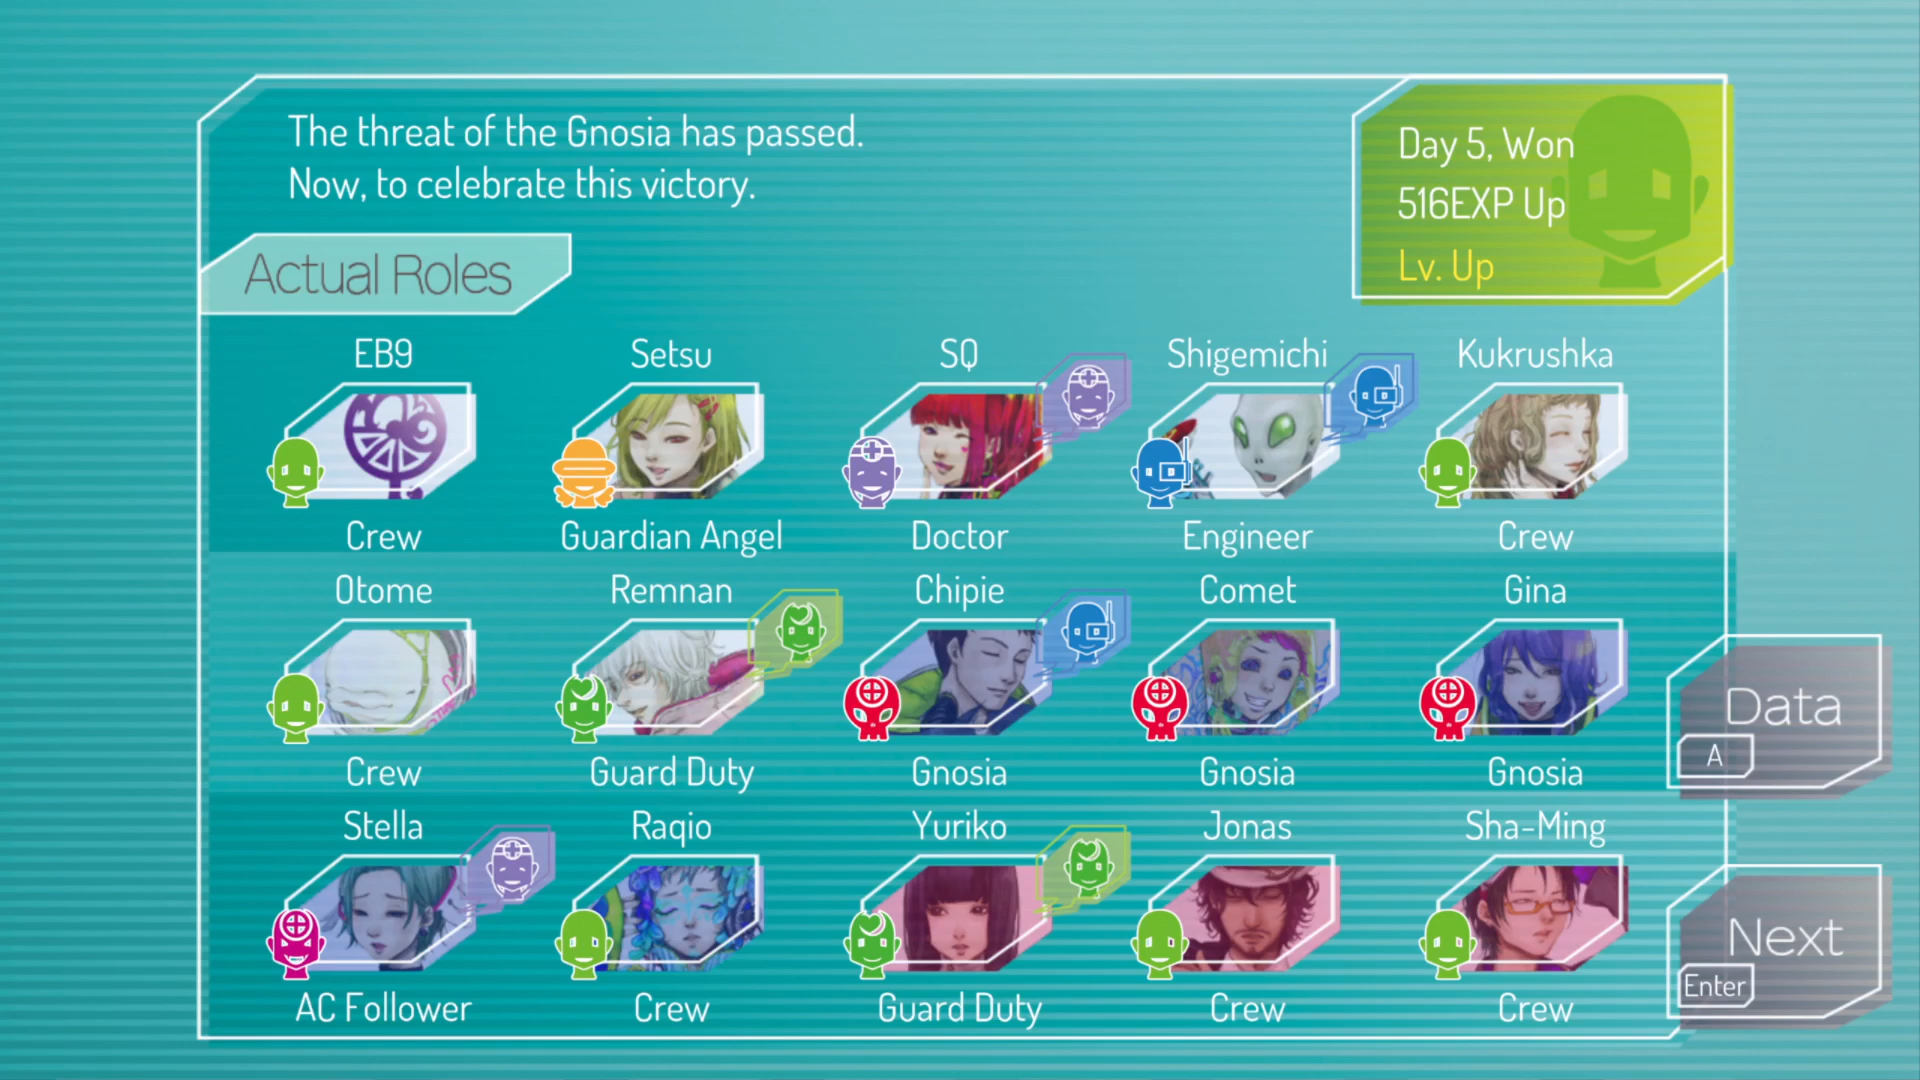 The threat of the Gnosia has passed.
Now, to celebrate this victory.
Day 5, Won
516EXP Up
Lv. Up
Actual Roles
EB9 Setsu SQ Shigemichi Kukrushka
Crew Guardian Angel Doctor Engineer Crew
Otome Remnan Chipie Comet Gina
Crew Guard Duty Gnosia Gnosia Gnosia
Data
A
Stella Raqio Yuriko Jonas Sha-Ming
AC Follower Crew Guard Duty Crew Crew
Next
Enter